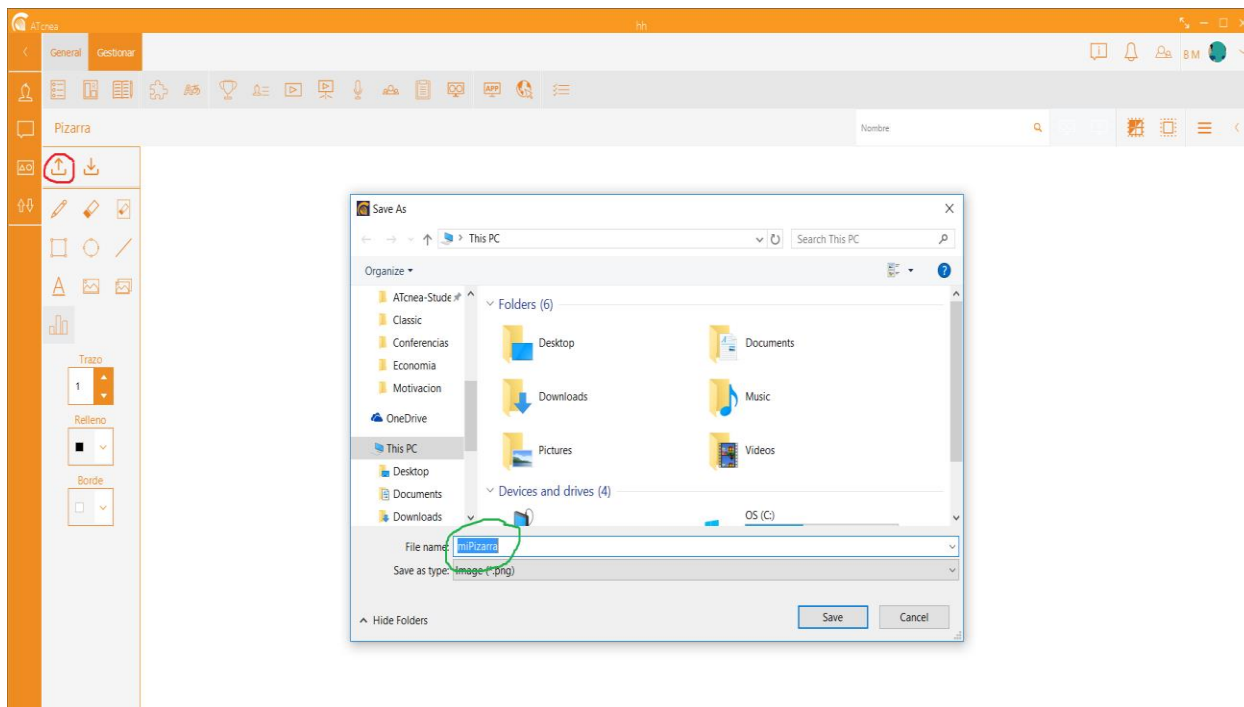 ATcnea
hh
General Gestionar
BM
APP
Pizarra
Nombre
Trazo
1
Relleno
Borde
Save As
This PC
Search This PC
Organize
ATcnea-Stude
Classic
Conferencias
Economia
Motivacion
OneDrive
This PC
Desktop
Documents
Downloads
Folders (6)
Desktop Documents
Downloads Music
Pictures Videos
Devices and drives (4)
OS (C:)
File name: miPizarra
Save as type: Image (*.png)
Hide Folders
Save Cancel